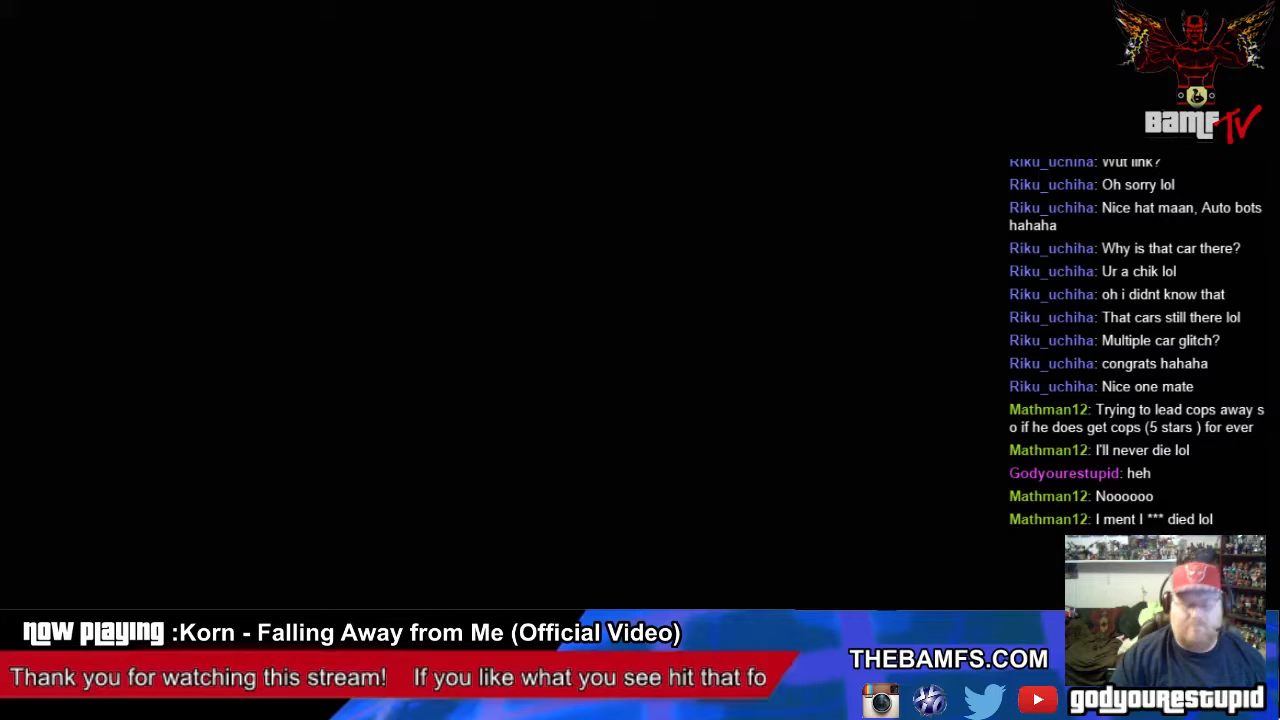 BAMF TV
Riku_uchiha: Wut link?
Riku_uchiha: Oh sorry lol
Riku_uchiha: Nice hat maan, Auto bots
hahaha
Riku_uchiha: Why is that car there?
Riku_uchiha: Ur a chik lol
Riku_uchiha: oh i didnt know that
Riku_uchiha: That cars still there lol
Riku_uchiha: Multiple car glitch?
Riku_uchiha: congrats hahaha
Riku_uchiha: Nice one mate
Mathman12: Trying to lead cops away s
o if he does get cops (5 stars ) for ever
Mathman12: I'll never die lol
Godyourestupid: heh
Mathman12: Noooooo
Mathman12: I ment I *** died lol
now playing :Korn - Falling Away from Me (Official Video)
Thank you for watching this stream! If you like what you see hit that fo
THEBAMFS.COM
godyourestupid